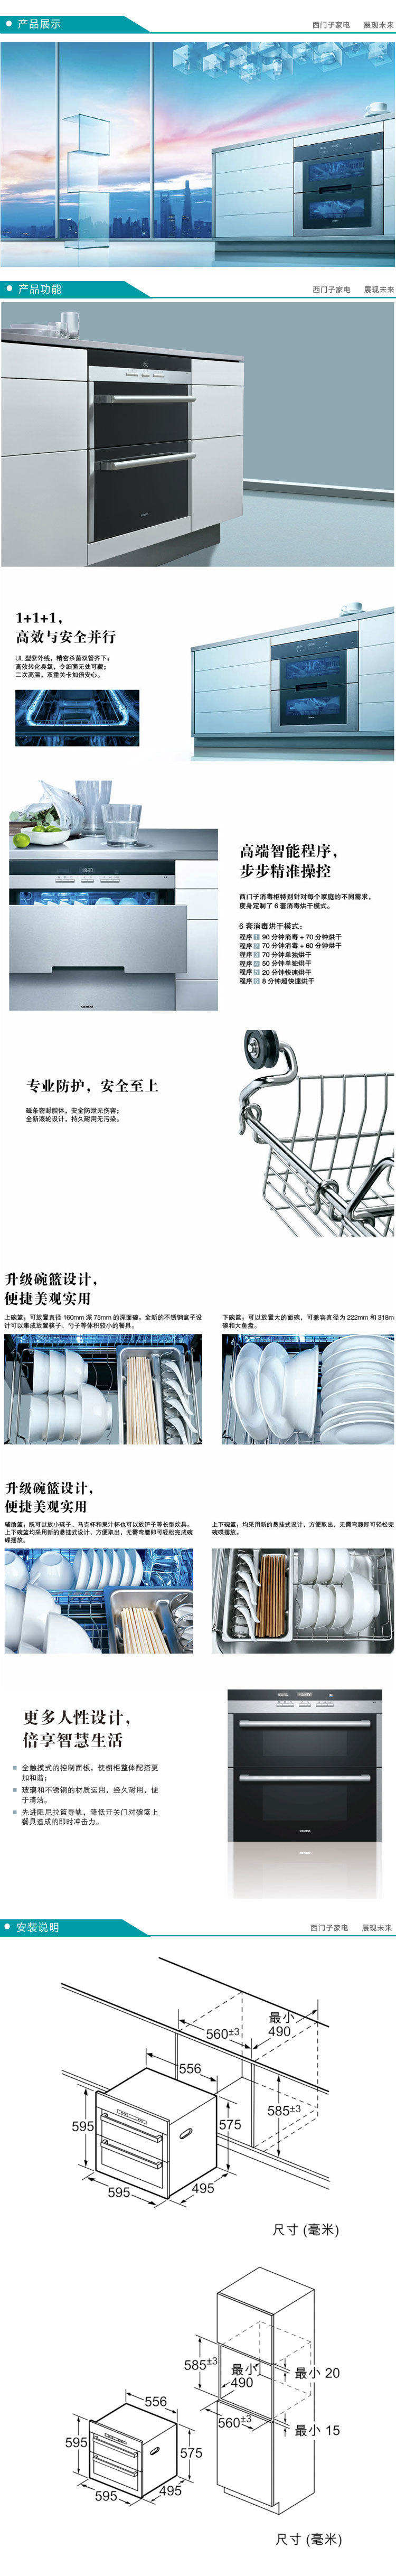 产品展示
西门子家电 展现未来
产品功能
西门子家电 展现未来
1+1+1，
高效与安全并行
UL 型紫外线，精密杀菌双管齐下；
高效转化臭氧，令细菌无处可藏；
二次高温，双重关卡加倍安心。
高端智能程序，
步步精准操控
西门子消毒柜特别针对每个家庭的不同需求，
度身定制了 6 套消毒烘干模式。
6 套消毒烘干模式：
程序 1 90 分钟消毒 + 70 分钟烘干
程序 2 70 分钟消毒 + 60 分钟烘干
程序 3 70 分钟单独烘干
程序 4 50 分钟单独烘干
程序 5 20 分钟快速烘干
程序 6 8 分钟超快速烘干
SIEMENS
专业防护，安全至上
磁条密封腔体，安全防泄无伤害；
全新滚轮设计，持久耐用无污染。
升级碗篮设计，
便捷美观实用
上碗篮：可放置直径 160mm 深 75mm 的深面碗。全新的不锈钢盒子设
计可以集成放置筷子、勺子等体积较小的餐具。
下碗篮：可以放置大的面碗，可兼容直径为 222mm 和 318m
碗和大鱼盘。
升级碗篮设计，
便捷美观实用
辅助篮：既可以放小碟子、马克杯和果汁杯也可以放铲子等长型炊具。
上下碗篮均采用新的悬挂式设计，方便取出，无需弯腰即可轻松完成碗
碟摆放。
上下碗篮：均采用新的悬挂式设计，方便取出，无需弯腰即可轻松完
碗碟摆放。
更多人性设计，
倍享智慧生活
全触摸式的控制面板，使橱柜整体配搭更
加和谐；
玻璃和不锈钢的材质运用，经久耐用，便
于清洁。
先进阻尼拉篮导轨，降低开关门对碗篮上
餐具造成的即时冲击力。
SIEMENS
安装说明
西门子家电 展现未来
最小
490
560±3
556
585±3
595
575
595
495
尺寸 (毫米)
585±3
最小
490
最小 20
556
560±3
最小 15
595
575
595
495
尺寸 (毫米)